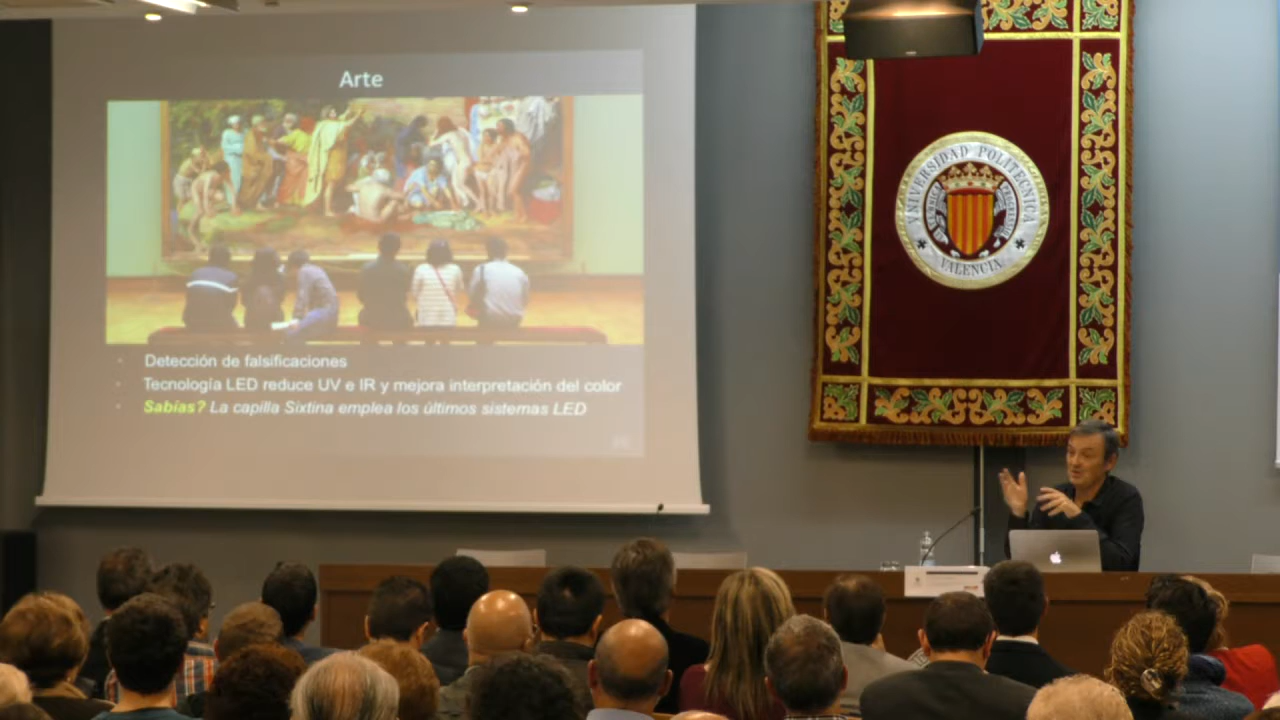 Arte
Detección de falsificaciones
Tecnología LED reduce UV e IR y mejora interpretación del color
Sabías? La capilla Sixtina emplea los últimos sistemas LED
UNIVERSIDAD POLITECNICA
VALENCIA